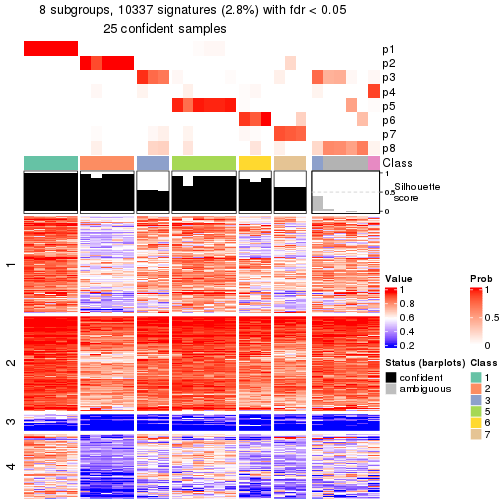 8 subgroups, 10337 signatures (2.8%) with fdr < 0.05
25 confident samples
p1
p2
p3
p4
p5
p6
p7
p8
Class
1
0.5
0
Silhouette
score
1
2
3
4
Value
1
0.8
0.6
0.4
0.2
Prob
1
0.5
0
Status (barplots)
confident
ambiguous
Class
1
2
3
4
5
6
7